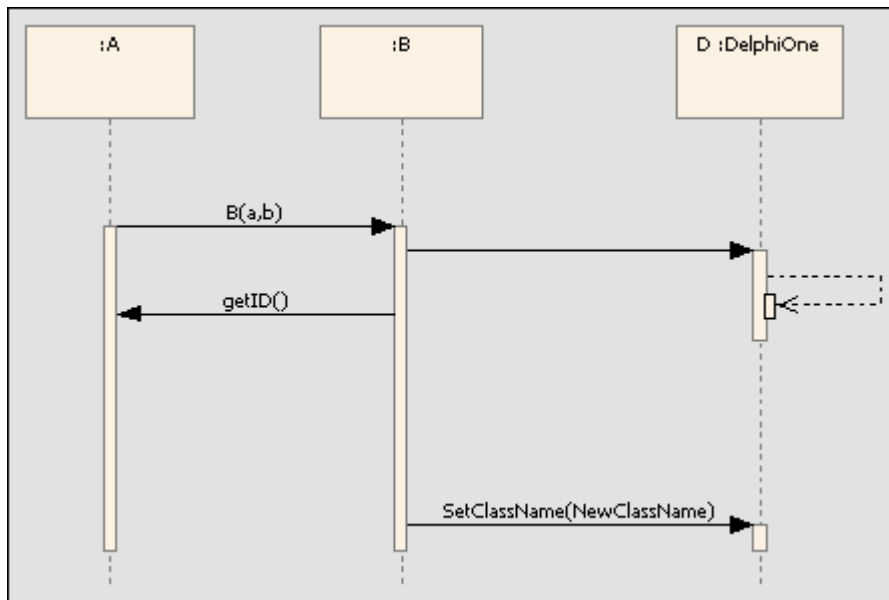 :A
:B
D :DelphiOne
B(a,b)
getID()
SetClassName(NewClassName)